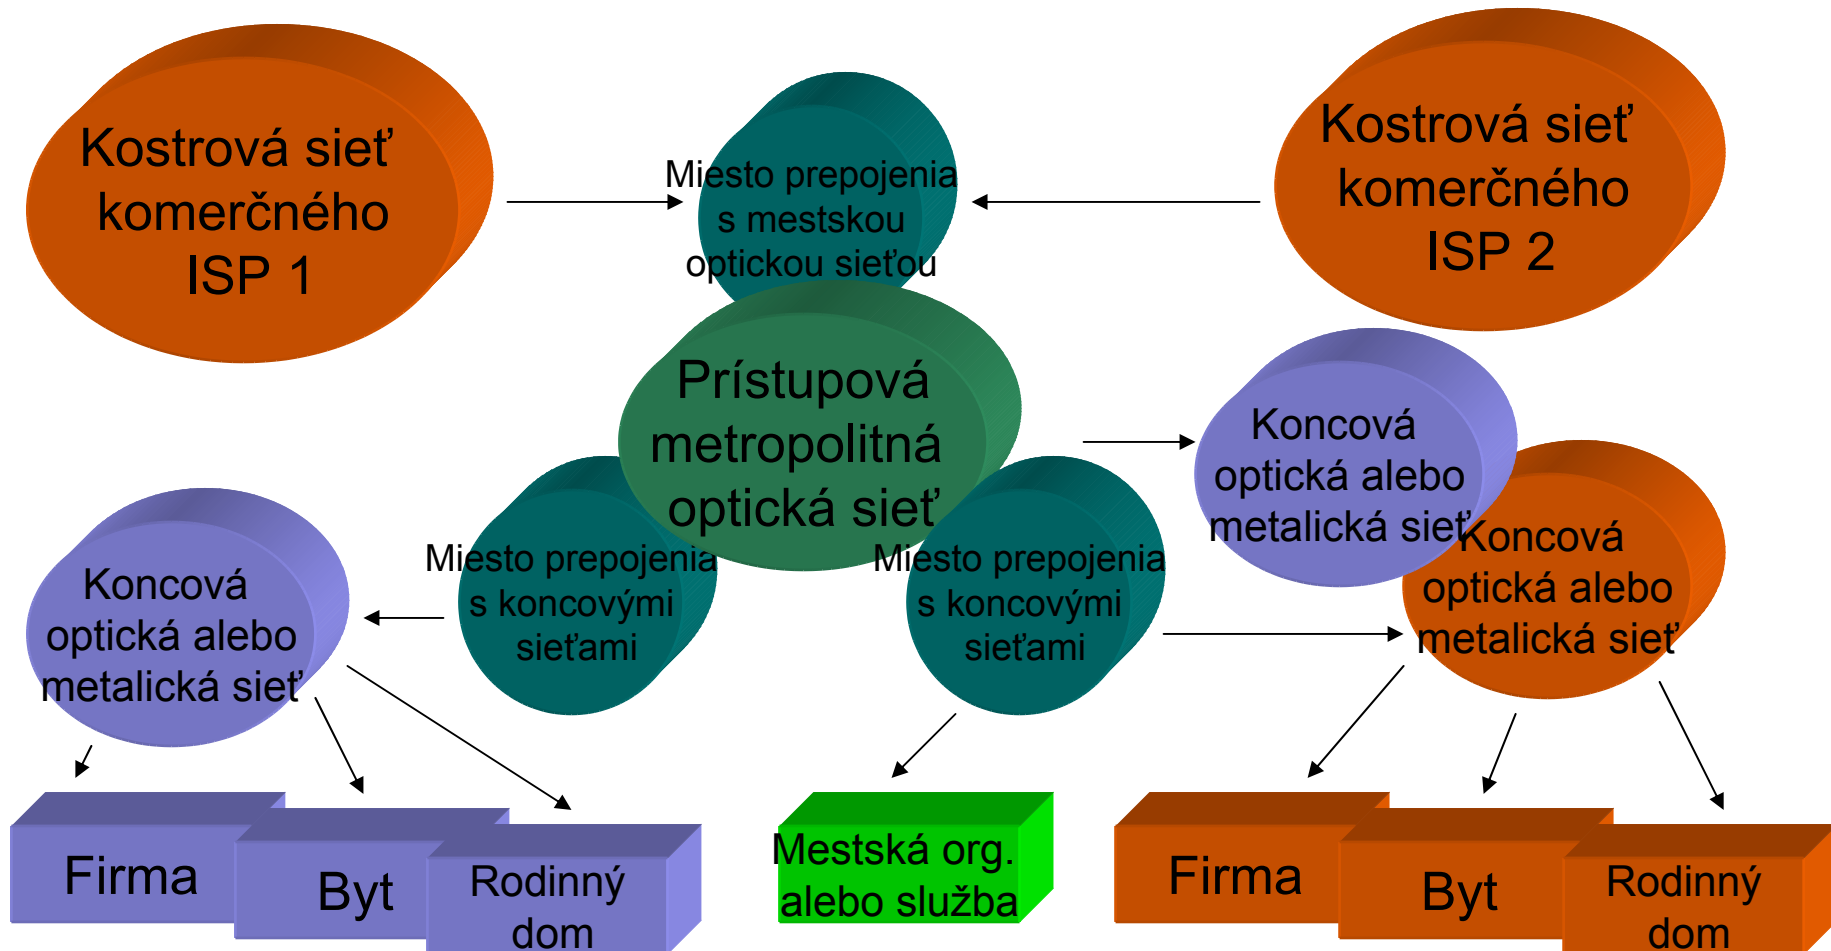 Kostrová sieť
komerčného
ISP 1
Miesto prepojenia
s mestskou
optickou sieťou
Kostrová sieť
komerčného
ISP 2
Prístupová
metropolitná
optická sieť
Koncová
optická alebo
metalická sieť
Koncová
optická alebo
metalická sieť
Miesto prepojenia
s koncovými
sieťami
Miesto prepojenia
s koncovými
sieťami
Koncová
optická alebo
metalická sieť
Firma
Byt
Rodinný
dom
Mestská org.
alebo služba
Firma
Byt
Rodinný
dom